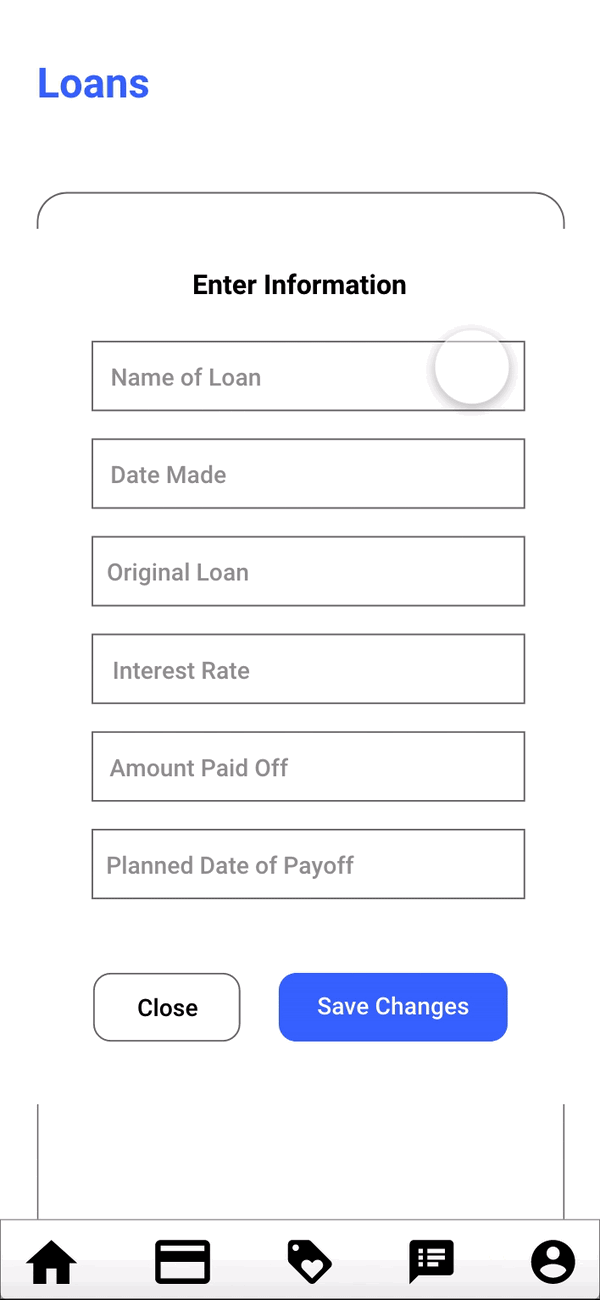 Loans
Enter Information
Name of Loan
Date Made
Original Loan
Interest Rate
Amount Paid Off
Planned Date of Payoff
Close
Save Changes